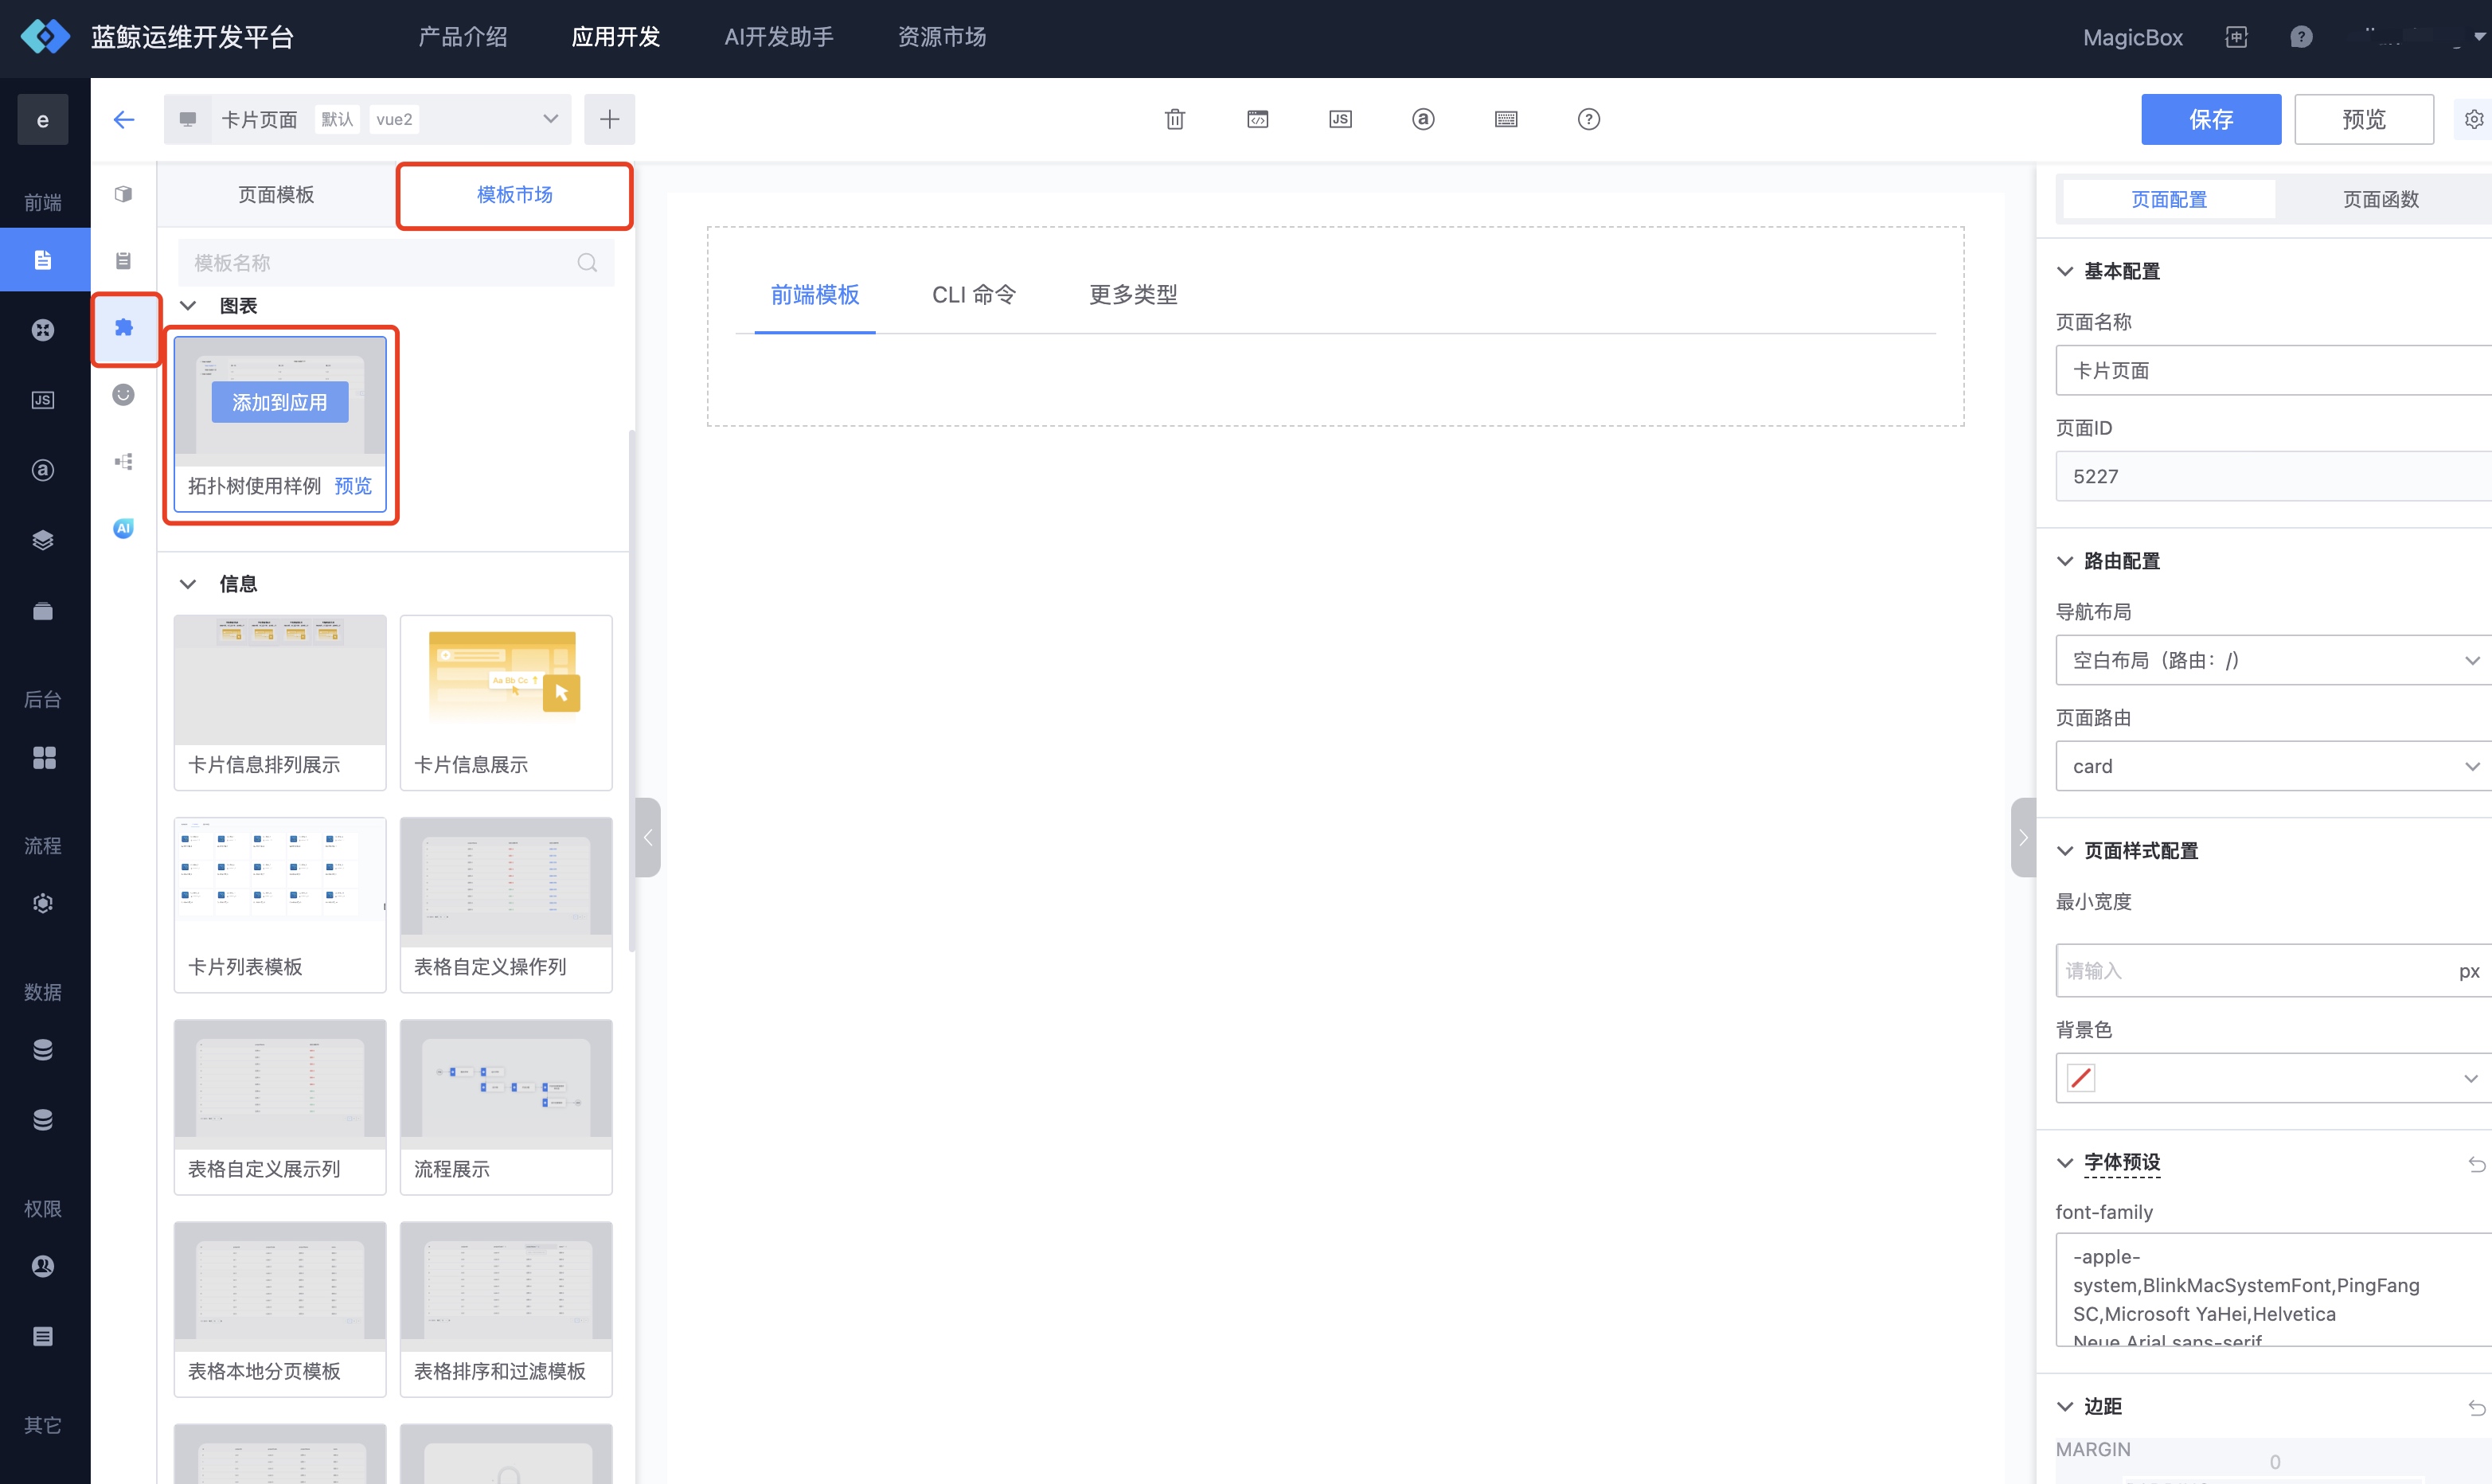 蓝鲸运维开发平台
产品介绍
应用开发
AI开发助手
资源市场
MagicBox
e
卡片页面
默认
vue2
保存
预览
前端
后台
流程
数据
权限
其它
JS
AI
页面模板
模板市场
模板名称
图表
添加到应用
拓扑树使用样例
预览
信息
卡片信息排列展示
Aa Bb Cc
卡片信息展示
卡片列表模板
表格自定义操作列
表格自定义展示列
流程展示
表格本地分页模板
表格排序和过滤模板
JS
前端模板
CLI 命令
更多类型
页面配置
页面函数
基本配置
页面名称
卡片页面
页面ID
5227
路由配置
导航布局
空白布局（路由：/）
页面路由
card
页面样式配置
最小宽度
请输入
px
背景色
字体预设
font-family
-apple-
system,BlinkMacSystemFont,PingFang
SC,Microsoft YaHei,Helvetica
Neue,Arial,sans-serif
边距
MARGIN
0